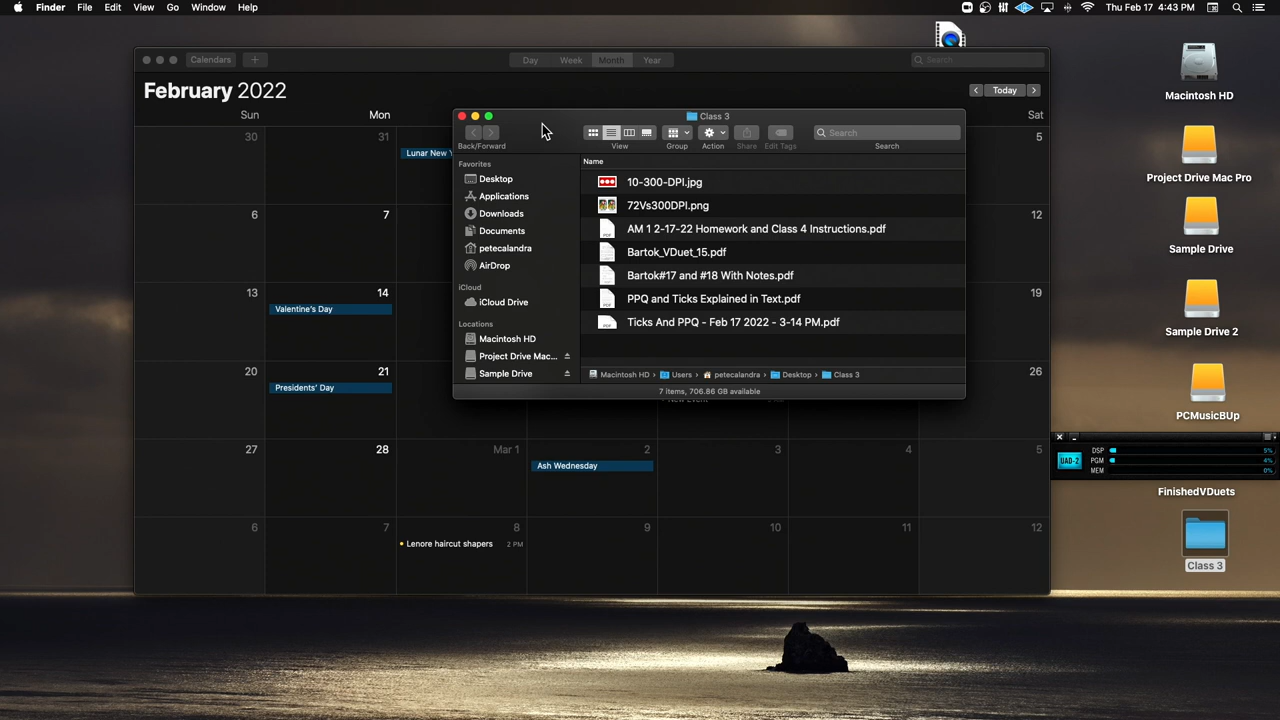 Finder File Edit View Go Window Help
Thu Feb 17 4:43 PM
Calendars + Day Week Month Year Search
February 2022
Today
Sun Mon Sat
30 31 5
Lunar New Y
6 7 12
13 14 19
Valentine's Day
20 21 26
Presidents' Day
27 28 Mar 1 2 3 4 5
Ash Wednesday
6 7 8 9 10 11 12
Lenore haircut shapers 2 PM
Class 3
Search
Back/Forward View Group Action Share Edit Tags Search
Favorites
Desktop
Applications
Downloads
Documents
petecalandra
AirDrop
iCloud
iCloud Drive
Locations
Macintosh HD
Project Drive Mac...
Sample Drive
Name
10-300-DPI.jpg
72Vs300DPI.png
AM 1 2-17-22 Homework and Class 4 Instructions.pdf
Bartok_VDuet_15.pdf
Bartok#17 and #18 With Notes.pdf
PPQ and Ticks Explained in Text.pdf
Ticks And PPQ - Feb 17 2022 - 3-14 PM.pdf
Macintosh HD › Users › petecalandra › Desktop › Class 3
7 items, 706.86 GB available
Macintosh HD
Project Drive Mac Pro
Sample Drive
Sample Drive 2
PCMusicBUp
UAD-2
DSP 5%
PGM 4%
MEM 0%
FinishedVDuets
Class 3